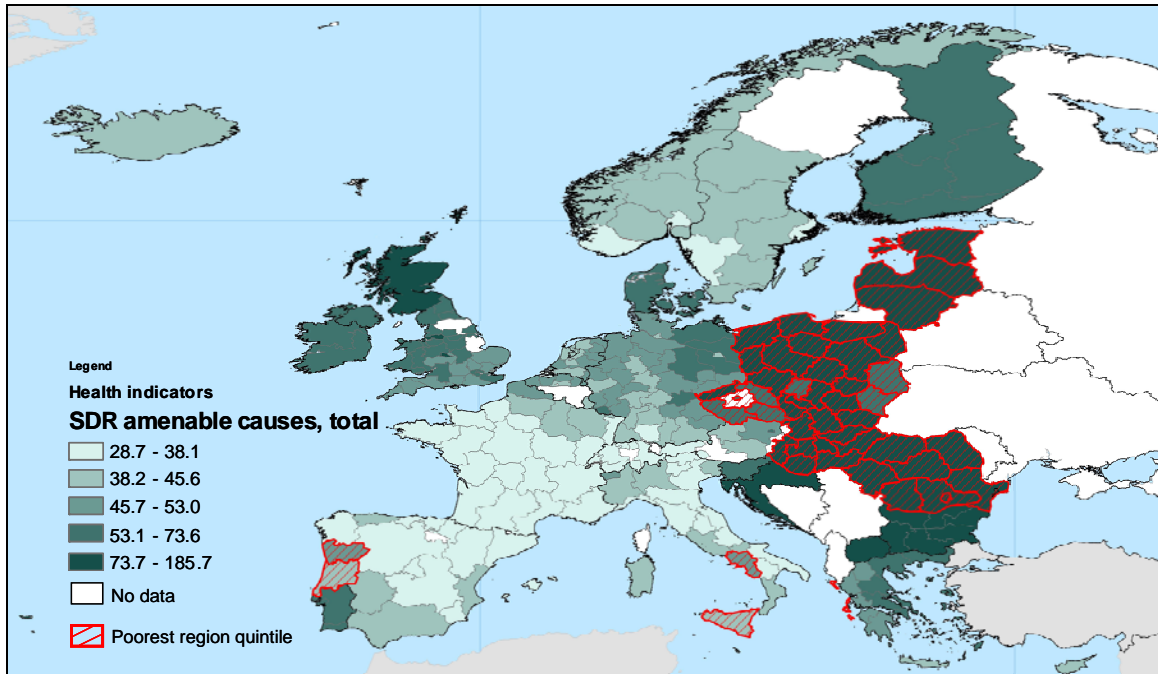 Legend
Health indicators
SDR amenable causes, total
28.7 - 38.1
38.2 - 45.6
45.7 - 53.0
53.1 - 73.6
73.7 - 185.7
No data
Poorest region quintile